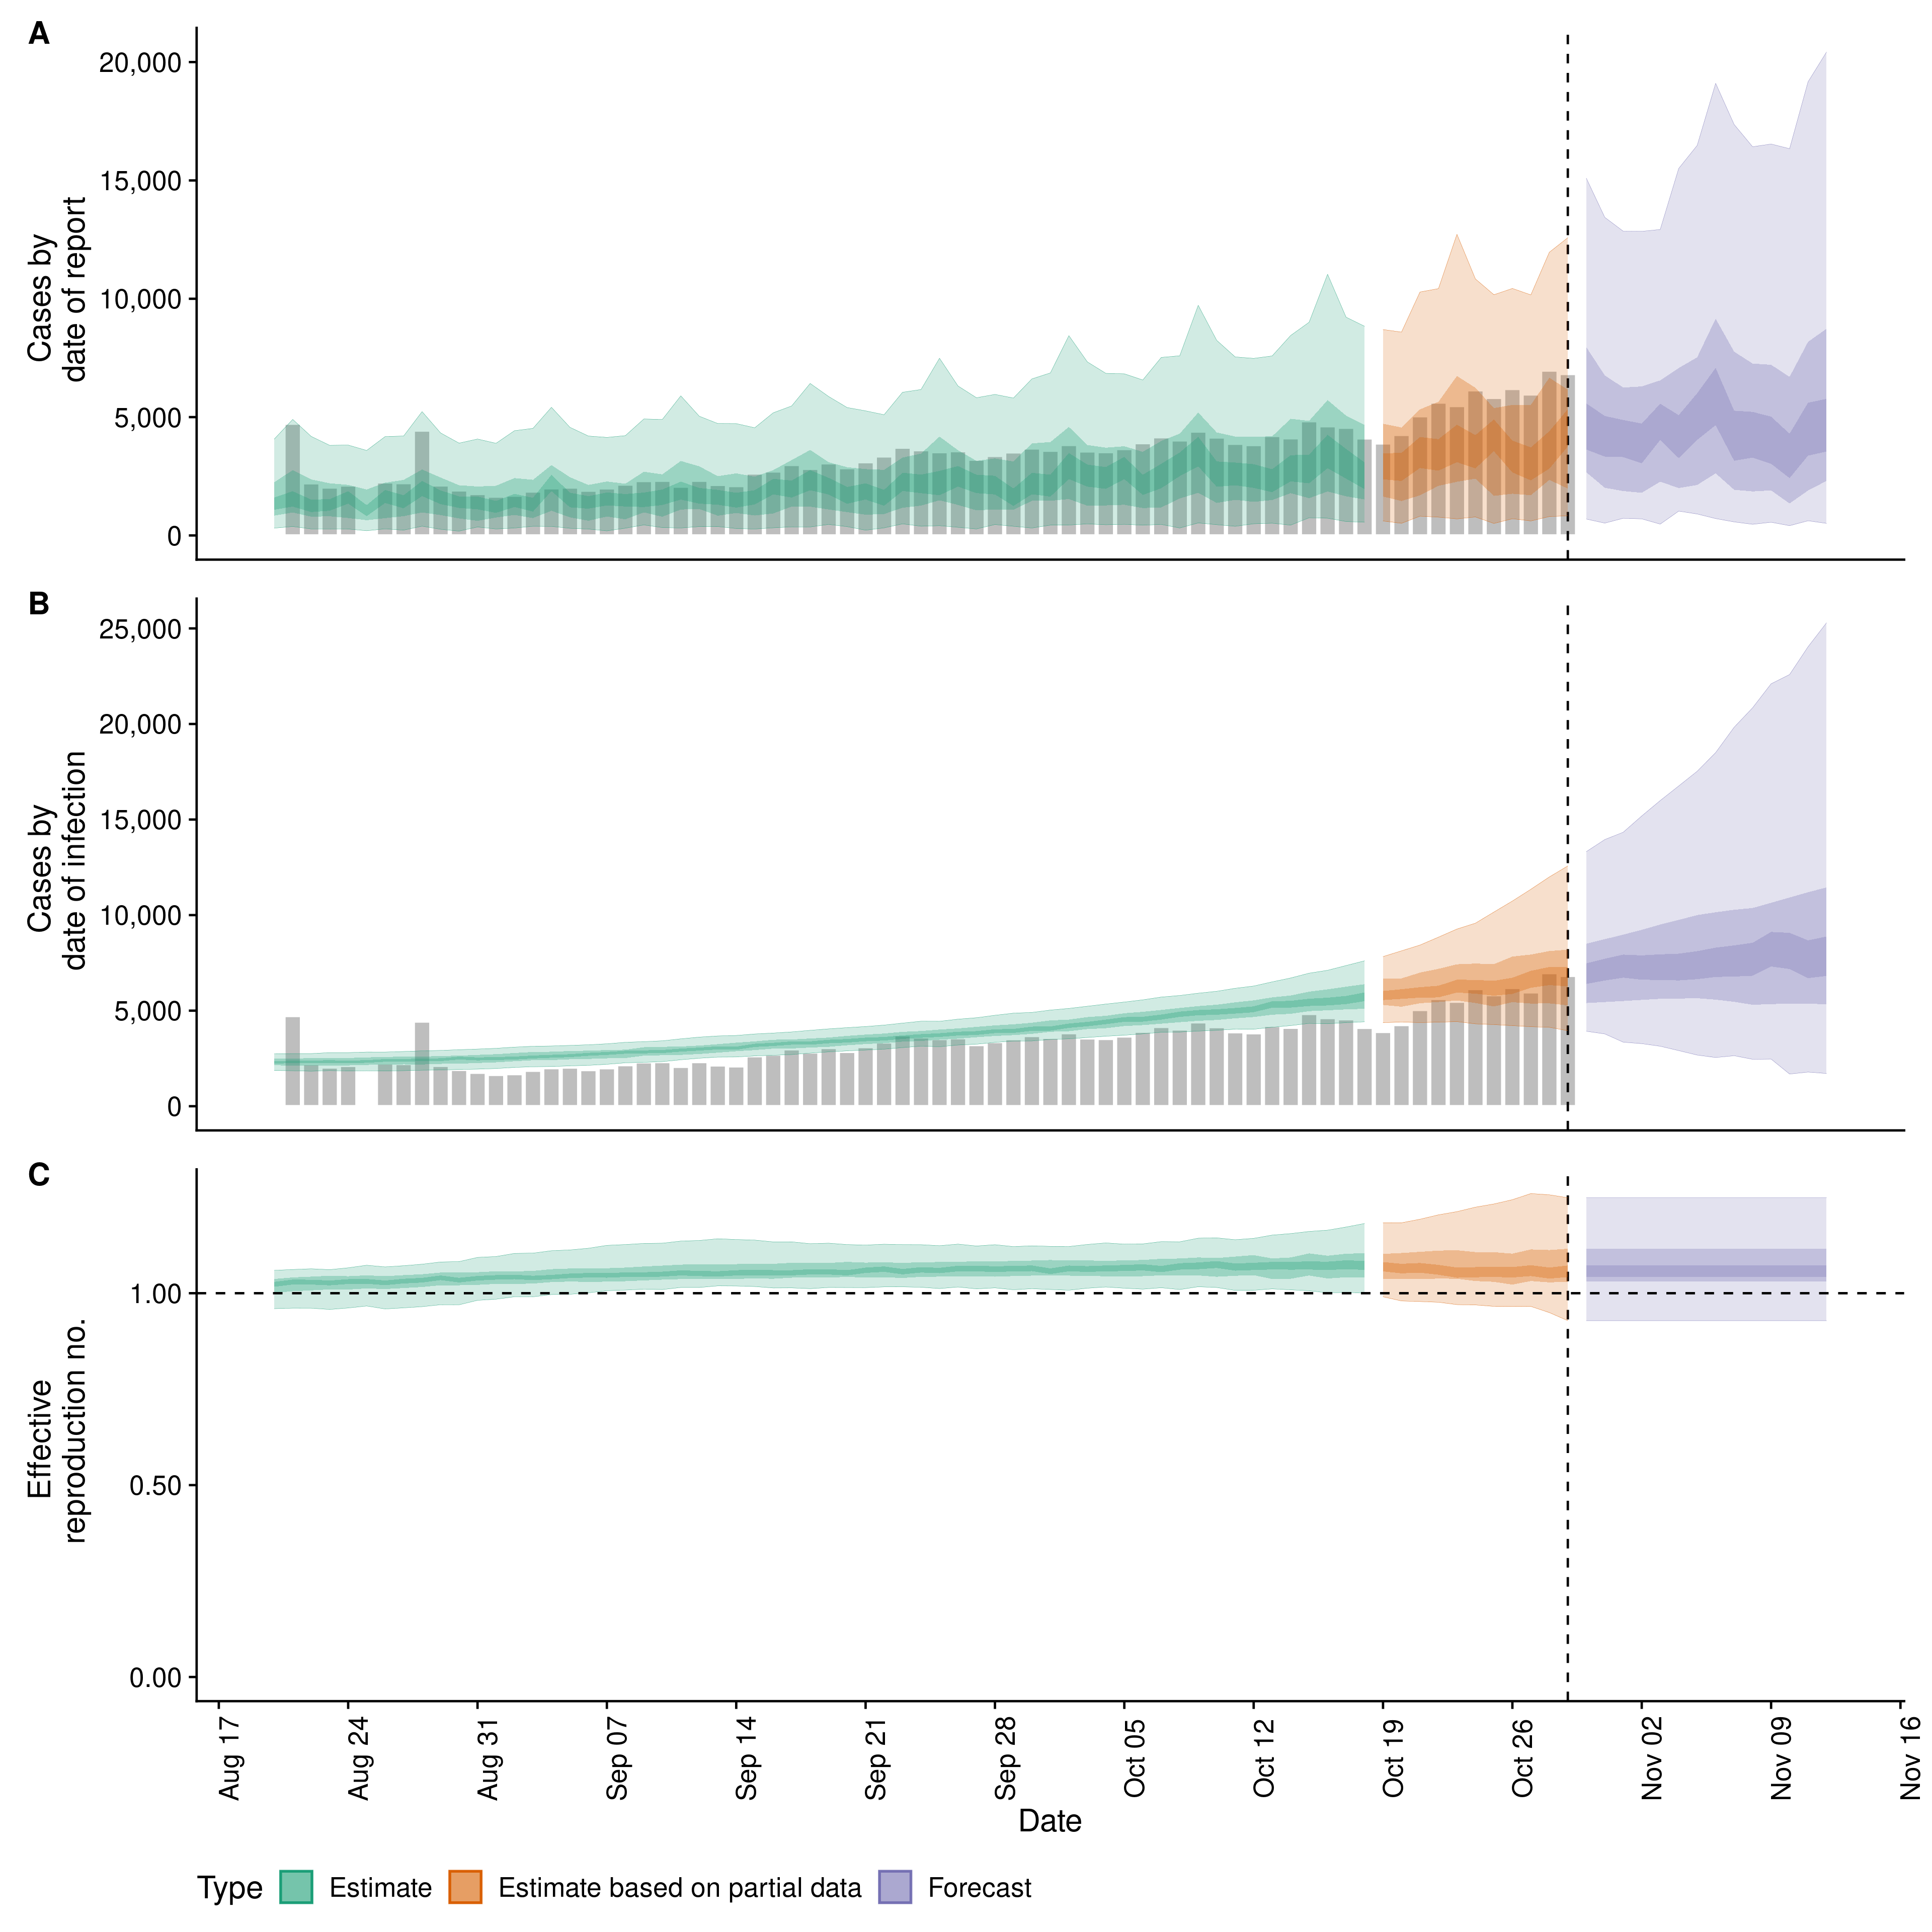 A
20,000
15,000
10,000
5,000
0
Cases by
date of report
B
25,000
20,000
15,000
10,000
5,000
0
Cases by
date of infection
C
1.00
0.50
0.00
Effective
reproduction no.
Aug 17
Aug 24
Aug 31
Sep 07
Sep 14
Sep 21
Sep 28
Oct 05
Oct 12
Oct 19
Oct 26
Nov 02
Nov 09
Nov 16
Date
Type Estimate Estimate based on partial data Forecast